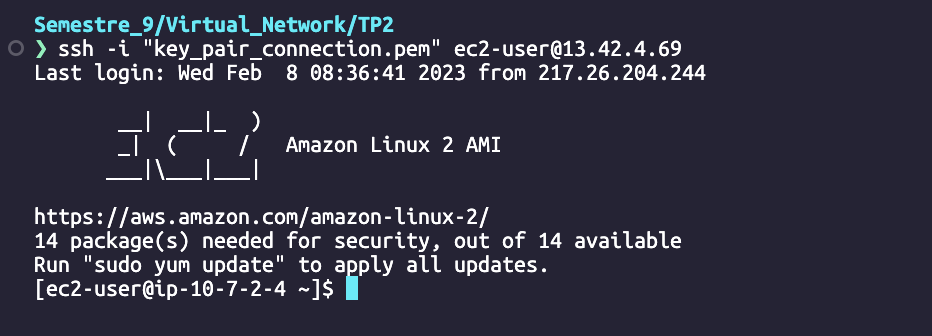 Semestre_9/Virtual_Network/TP2
❯ ssh -i "key_pair_connection.pem" ec2-user@13.42.4.69
Last login: Wed Feb  8 08:36:41 2023 from 217.26.204.244

       __|  __|_  )
       _|  (     /   Amazon Linux 2 AMI
      ___|\___|___|

https://aws.amazon.com/amazon-linux-2/
14 package(s) needed for security, out of 14 available
Run "sudo yum update" to apply all updates.
[ec2-user@ip-10-7-2-4 ~]$